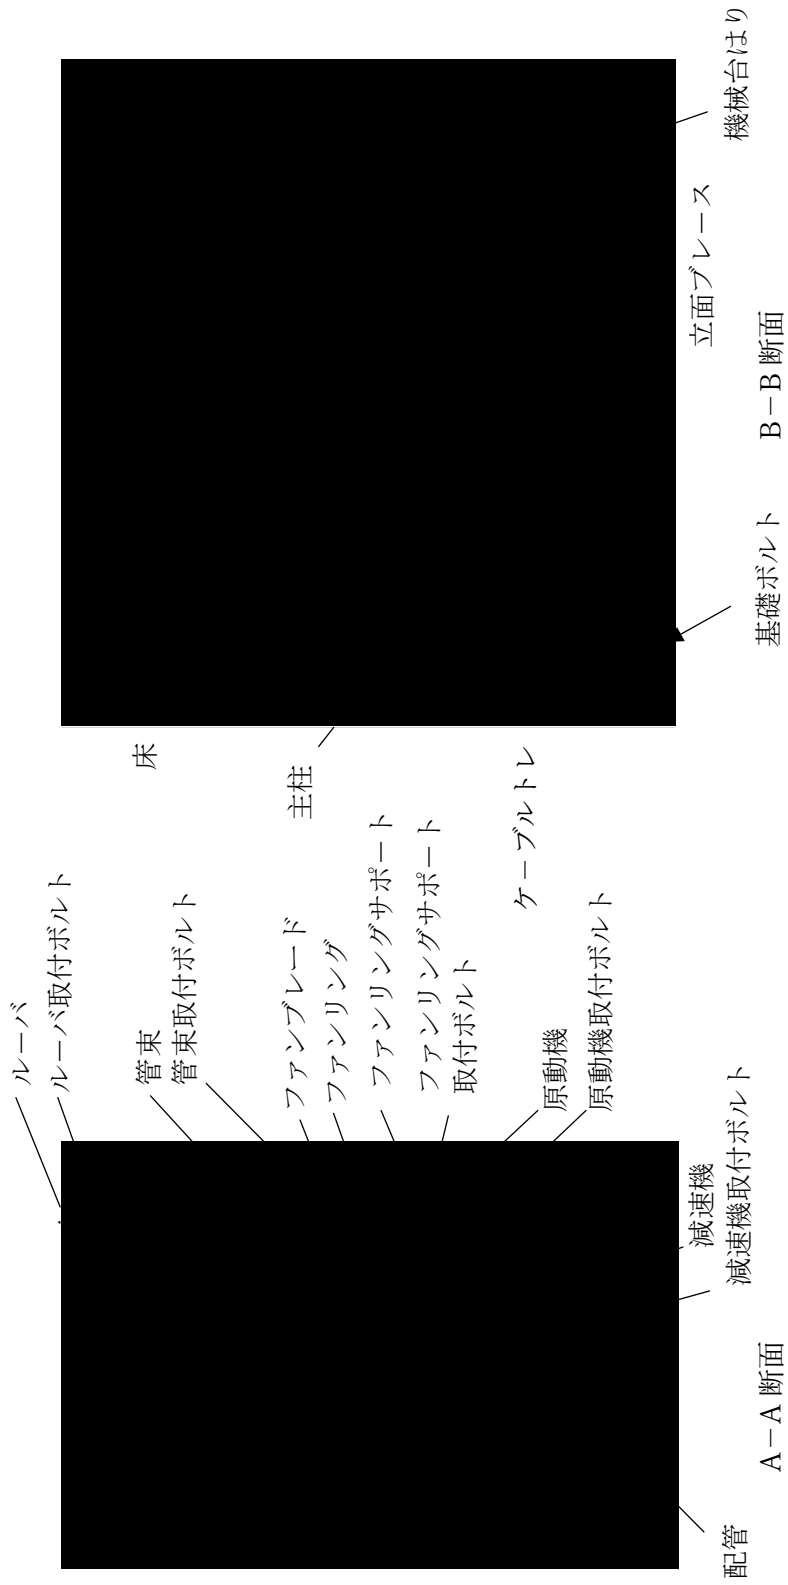 ルーバ
ルーバ取付ボルト
管束
管束取付ボルト
ファンブレード
ファンリング
ファンリングサポート
ファンリングサポート
取付ボルト
原動機
原動機取付ボルト
減速機
減速機取付ボルト
配管
A-A 断面
床
主柱
ケーブルトレ
機械台はり
立面ブレース
基礎ボルト
B-B 断面